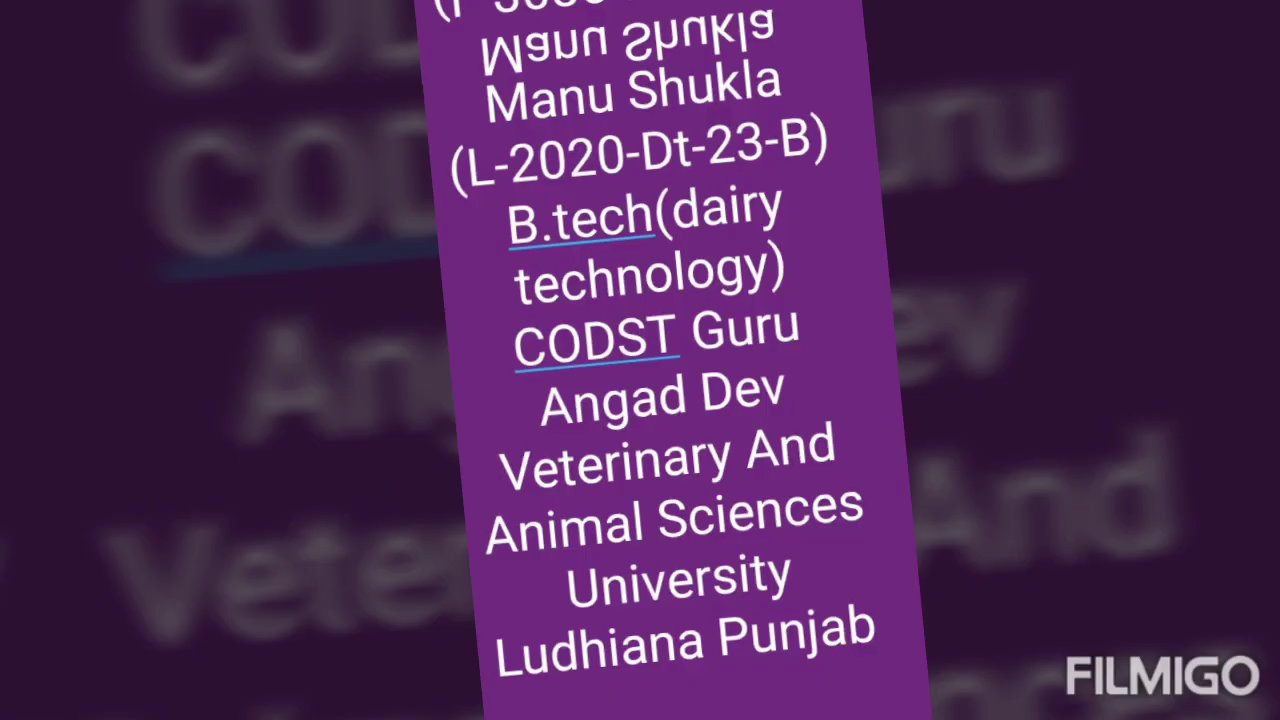 Manu Shukla
Manu Shukla
(L-2020-Dt-23-B)
B.tech(dairy
technology)
CODST Guru
Angad Dev
Veterinary And
Animal Sciences
University
Ludhiana Punjab
FILMIGO